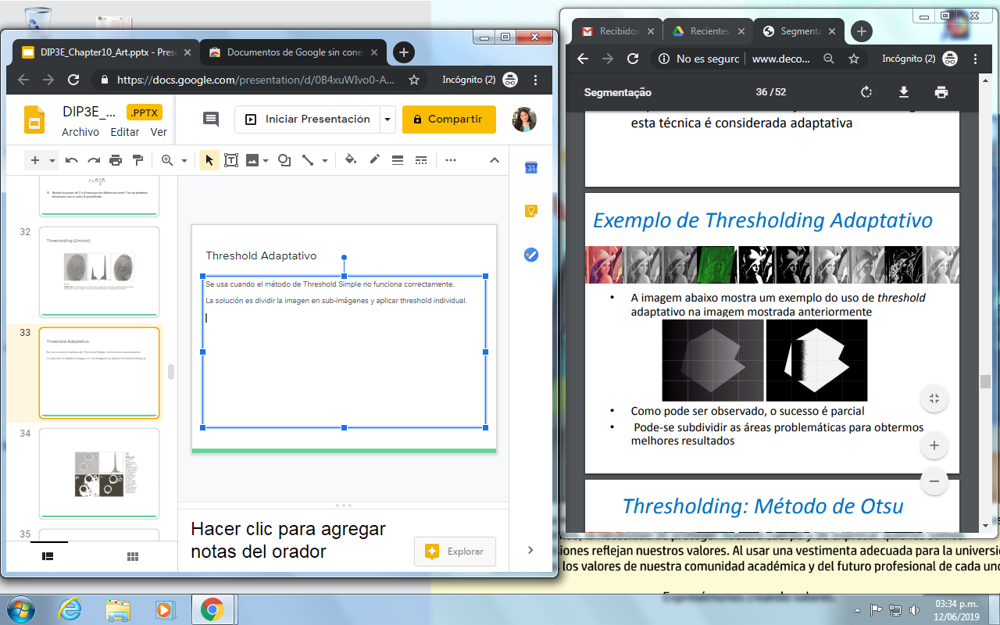 DIP3E_Chapter10_Art.pptx - Pres
Documentos de Google sin cone
https://docs.google.com/presentation/d/0B4xuWIvo0-A...
Incógnito (2)
DIP3E_...
.PPTX
Archivo Editar Ver
Iniciar Presentación
Compartir
31
32
Thresholding (Umbral)
33
Threshold Adaptativo
Se usa cuando el método de Threshold Simple no funciona correctamente.
La solución es dividir la imagen en sub-imágenes y aplicar threshold individual.
34
35
Threshold Adaptativo
Se usa cuando el método de Threshold Simple no funciona correctamente.
La solución es dividir la imagen en sub-imágenes y aplicar threshold individual.
Hacer clic para agregar
notas del orador
Explorar
Recibidos
Recientes
Segmenta
No es segurc
www.deco...
Incógnito (2)
Segmentação
36 / 52
esta técnica é considerada adaptativa
Exemplo de Thresholding Adaptativo
• A imagem abaixo mostra um exemplo do uso de threshold
adaptativo na imagem mostrada anteriormente
• Como pode ser observado, o sucesso é parcial
• Pode-se subdividir as áreas problemáticas para obtermos
melhores resultados
Thresholding: Método de Otsu
siones reflejan nuestros valores. Al usar una vestimenta adecuada para la universi
los valores de nuestra comunidad académica y del futuro profesional de cada uno
03:34 p.m.
12/06/2019